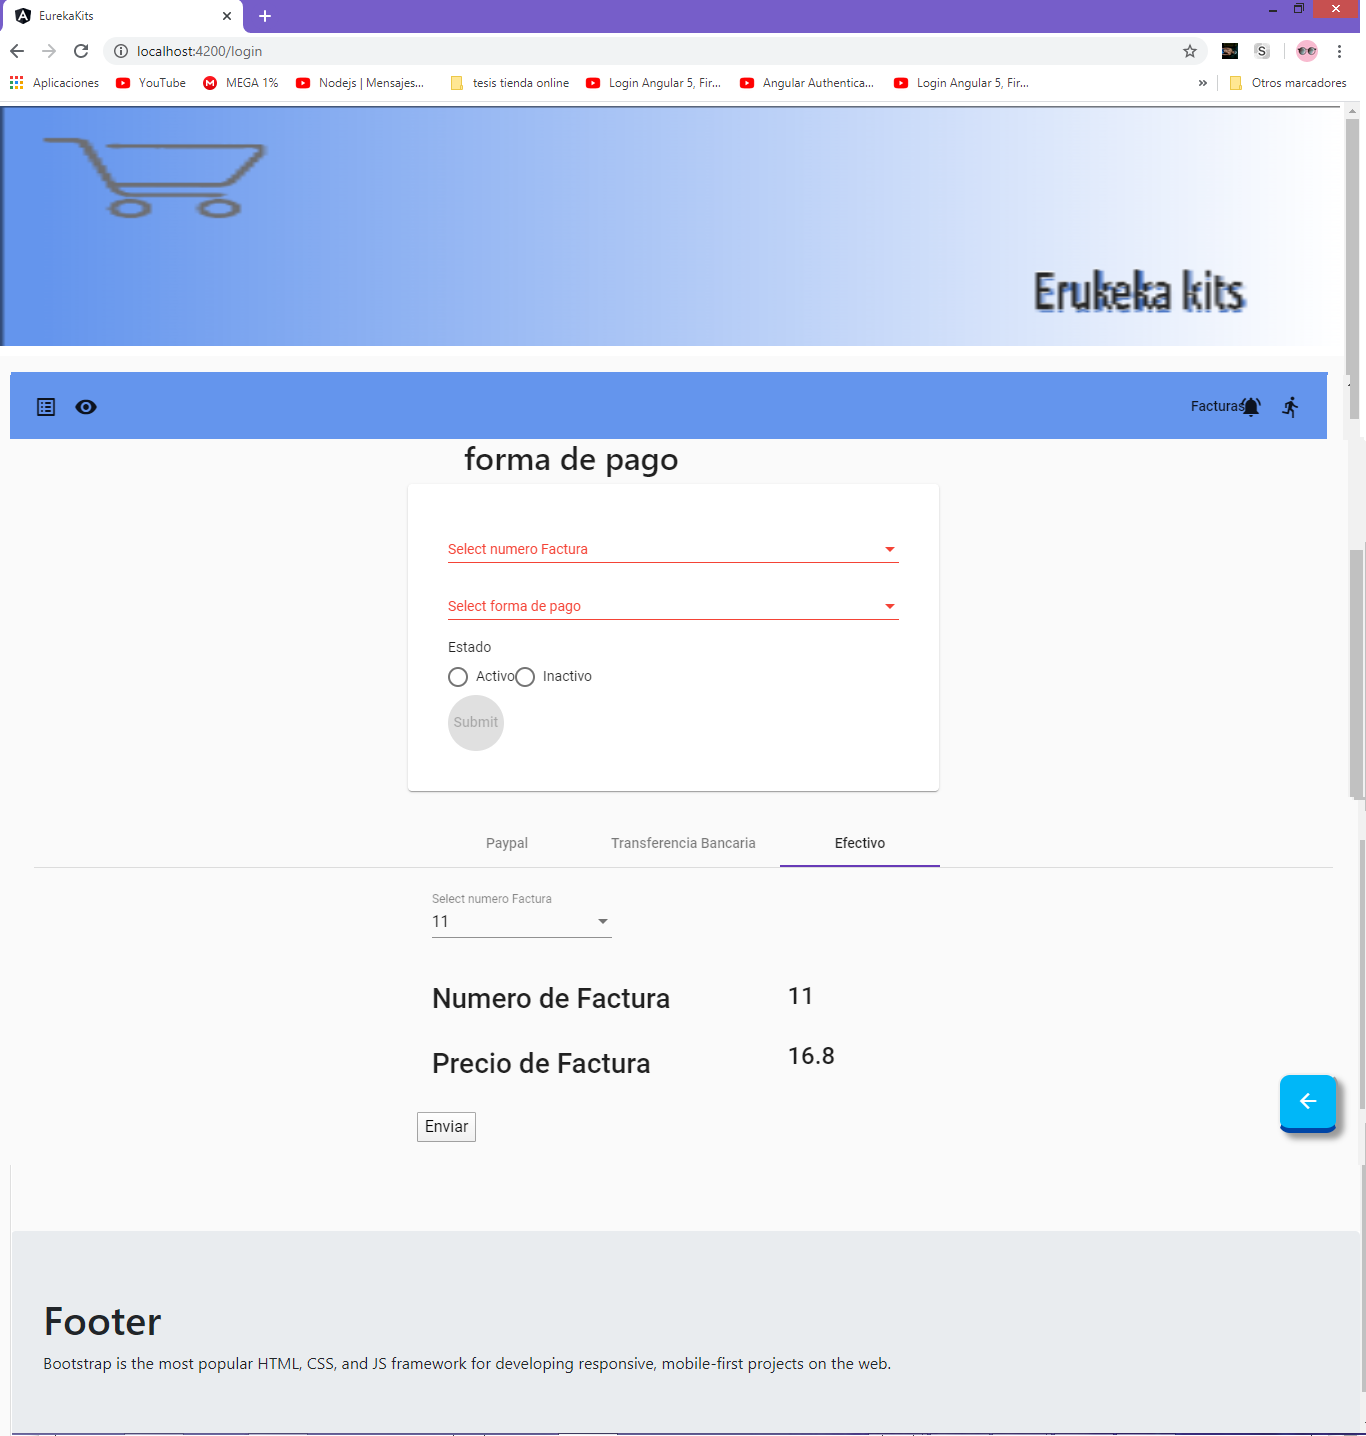 EurekaKits
localhost:4200/login
Aplicaciones YouTube MEGA 1% Nodejs | Mensajes... tesis tienda online Login Angular 5, Fir... Angular Authentica... Login Angular 5, Fir... » Otros marcadores
Erukeka kits
Facturas
forma de pago
Select numero Factura
Select forma de pago
Estado
Activo Inactivo
Submit
Paypal Transferencia Bancaria Efectivo
Select numero Factura
11
Numero de Factura 11
Precio de Factura 16.8
Enviar
Footer
Bootstrap is the most popular HTML, CSS, and JS framework for developing responsive, mobile-first projects on the web.